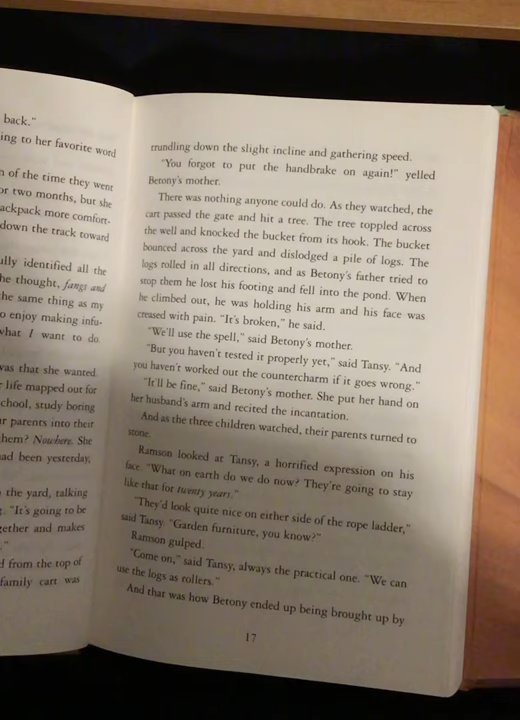 back."
ing to her favorite word
h of the time they went
or two months, but she
ackpack more comfort-
down the track toward
ully identified all the
he thought, fangs and
the same thing as my
o enjoy making infu-
what I want to do.
was that she wanted.
r life mapped out for
chool, study boring
ur parents into their
them? Nowhere. She
had been yesterday,
n the yard, talking
. "It's going to be
gether and makes
"
d from the top of
family cart was
trundling down the slight incline and gathering speed.
"You forgot to put the handbrake on again!" yelled
Betony's mother.
There was nothing anyone could do. As they watched, the
cart passed the gate and hit a tree. The tree toppled across
the well and knocked the bucket from its hook. The bucket
bounced across the yard and dislodged a pile of logs. The
logs rolled in all directions, and as Betony's father tried to
stop them he lost his footing and fell into the pond. When
he climbed out, he was holding his arm and his face was
creased with pain. "It's broken," he said.
"We'll use the spell," said Betony's mother.
"But you haven't tested it properly yet," said Tansy. "And
you haven't worked out the countercharm if it goes wrong."
"It'll be fine," said Betony's mother. She put her hand on
her husband's arm and recited the incantation.
And as the three children watched, their parents turned to
stone.
Ramson looked at Tansy, a horrified expression on his
face. "What on earth do we do now? They're going to stay
like that for twenty years."
"They'd look quite nice on either side of the rope ladder,"
said Tansy. "Garden furniture, you know?"
Ramson gulped.
"Come on," said Tansy, always the practical one. "We can
use the logs as rollers."
And that was how Betony ended up being brought up by
17